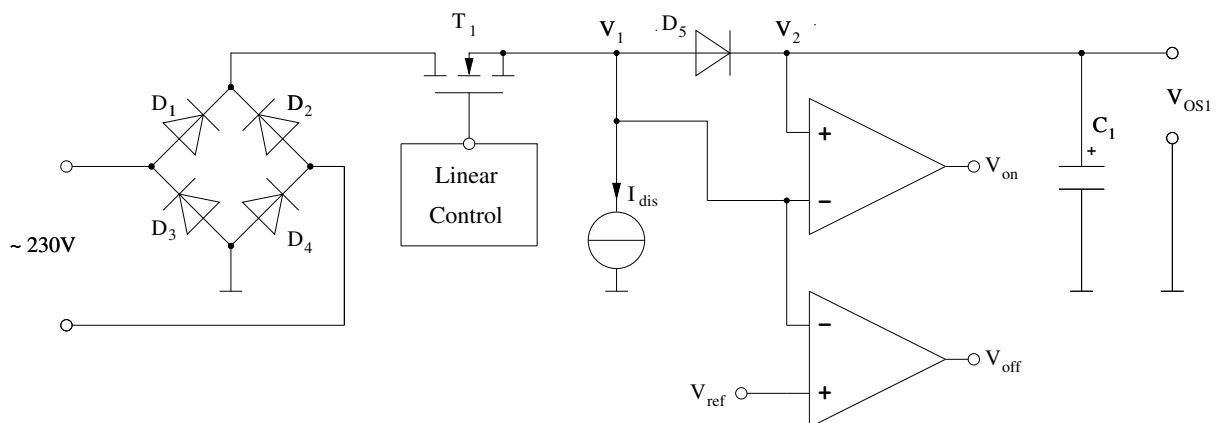 T1
V1
D5
V2
D1
D2
VOS1
C1
+
+
Linear
Control
Von
Idis
−
D3
D4
~ 230V
−
Voff
Vref
+